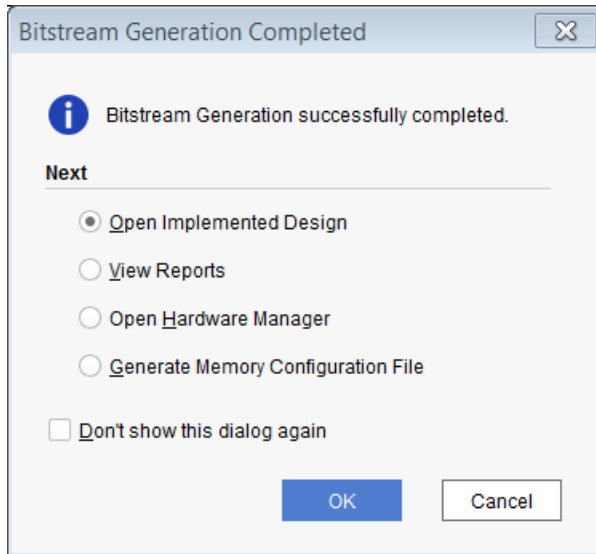 Bitstream Generation Completed
Bitstream Generation successfully completed.
Next
Open Implemented Design
View Reports
Open Hardware Manager
Generate Memory Configuration File
Don't show this dialog again
OK
Cancel